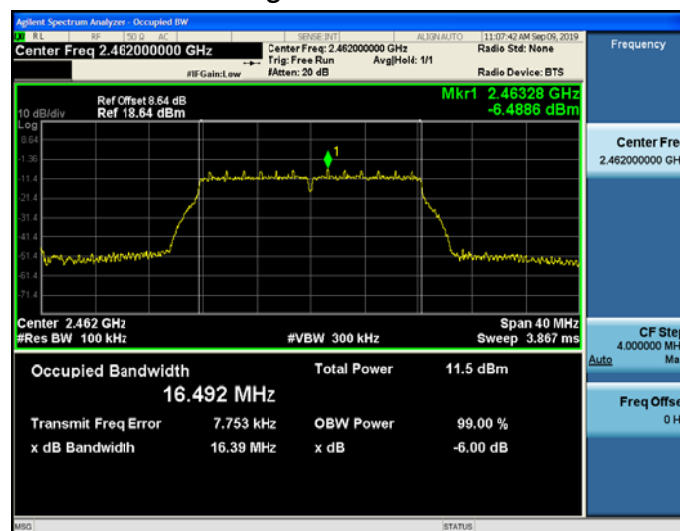 Agilent Spectrum Analyzer - Occupied BW
RL RF 50 Ω AC SENSE:INT ALIGN AUTO 11:07:42 AM Sep 09, 2019
Center Freq 2.462000000 GHz
Center Freq: 2.462000000 GHz
Radio Std: None
Trig: Free Run Avg|Hold: 1/1
#IFGain:Low #Atten: 20 dB Radio Device: BTS
Frequency
Ref Offset 8.64 dB
10 dB/div Ref 18.64 dBm
Mkr1 2.46328 GHz
-6.4886 dBm
Log
8.64
-1.36
-11.4
-21.4
-31.4
-41.4
-51.4
-61.4
-71.4
1
Center 2.462 GHz Span 40 MHz
#Res BW 100 kHz #VBW 300 kHz Sweep 3.867 ms
Occupied Bandwidth Total Power 11.5 dBm
16.492 MHz
Transmit Freq Error 7.753 kHz OBW Power 99.00 %
x dB Bandwidth 16.39 MHz x dB -6.00 dB
Center Fre
2.462000000 GH
CF Ste
4.000000 MH
Auto Ma
Freq Offse
0 H
MSG STATUS